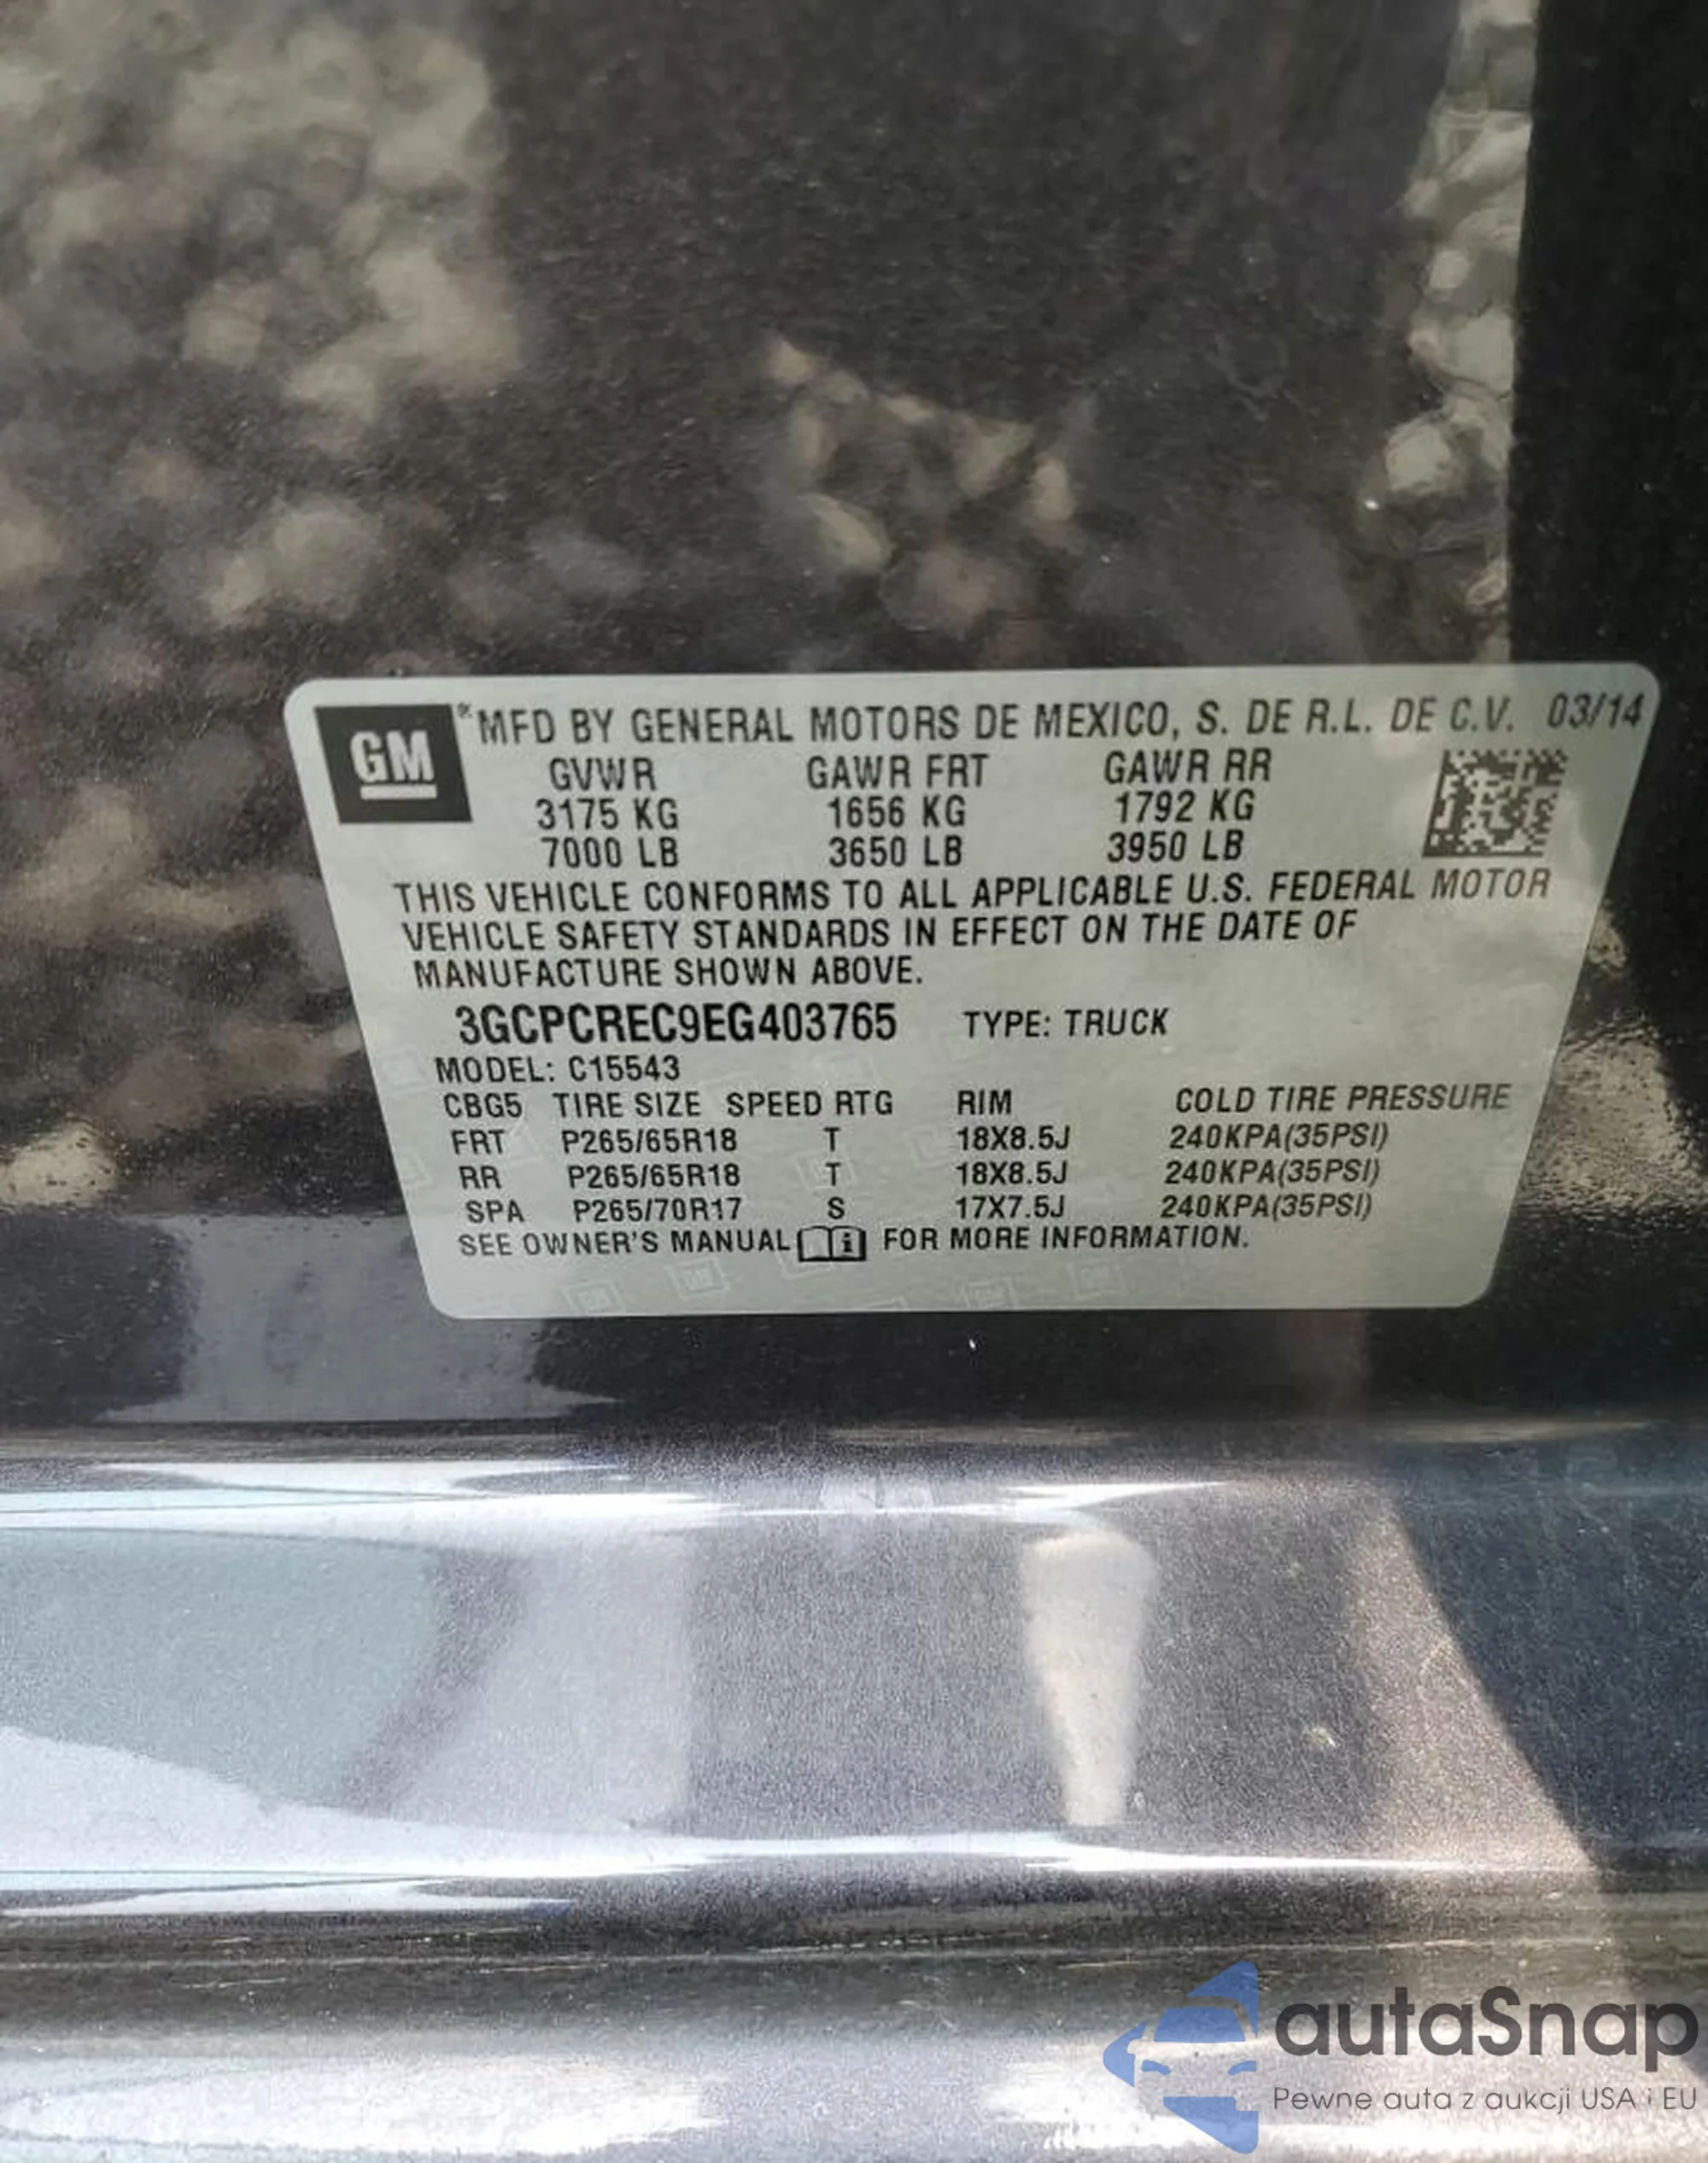 GM ® MFD BY GENERAL MOTORS DE MEXICO, S. DE R.L. DE C.V. 03/14
GVWR GAWR FRT GAWR RR
3175 KG 1656 KG 1792 KG
7000 LB 3650 LB 3950 LB
THIS VEHICLE CONFORMS TO ALL APPLICABLE U.S. FEDERAL MOTOR
VEHICLE SAFETY STANDARDS IN EFFECT ON THE DATE OF
MANUFACTURE SHOWN ABOVE.
3GCPCREC9EG403765 TYPE: TRUCK
MODEL: C15543
CBG5 TIRE SIZE SPEED RTG RIM COLD TIRE PRESSURE
FRT P265/65R18 T 18X8.5J 240KPA(35PSI)
RR P265/65R18 T 18X8.5J 240KPA(35PSI)
SPA P265/70R17 S 17X7.5J 240KPA(35PSI)
SEE OWNER'S MANUAL i FOR MORE INFORMATION.
autaSnap
Pewne auta z aukcji USA i EU